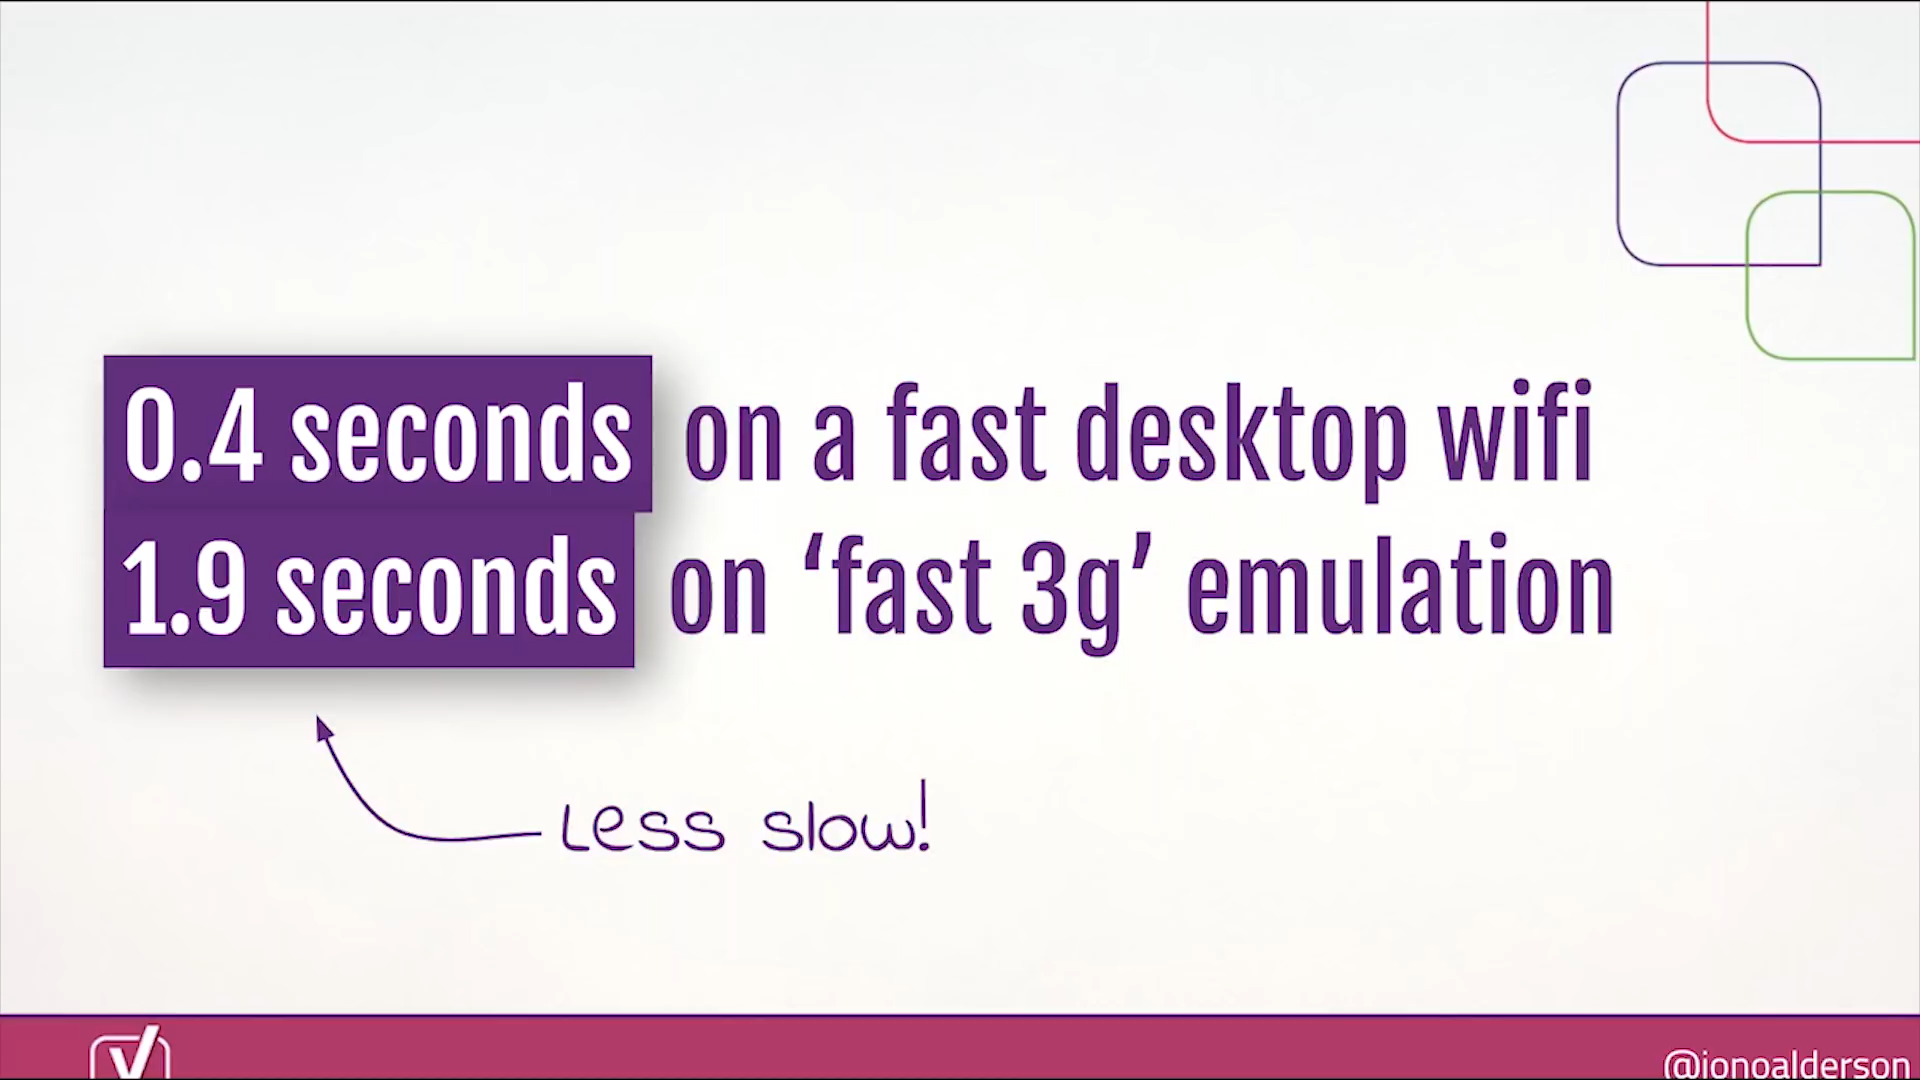 0.4 seconds on a fast desktop wifi
1.9 seconds on ‘fast 3g’ emulation
Less slow!
@jonoalderson